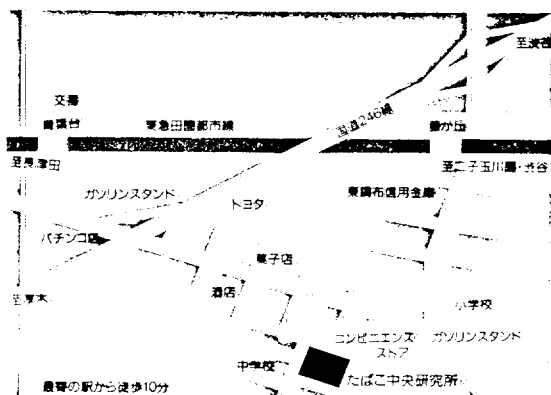 至渋谷
交番
国道246線
青葉台
東急田園都市線
藤が丘
至長津田
至二子玉川園・渋谷
ガソリンスタンド
トヨタ
東調布信用金庫
パチンコ店
菓子店
至厚木
酒店
小学校
コンビニエンス
ストア
ガソリンスタンド
中学校
たばこ中央研究所
最寄の駅から徒歩10分